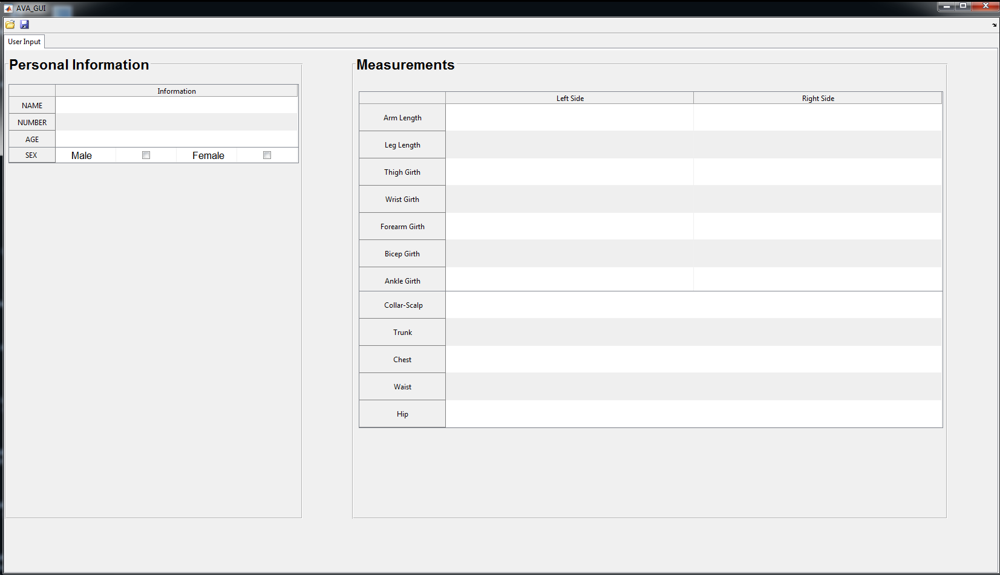 AVA_GUI
User Input
Personal Information
Information
NAME
NUMBER
AGE
SEX Male Female
Measurements
Left Side Right Side
Arm Length
Leg Length
Thigh Girth
Wrist Girth
Forearm Girth
Bicep Girth
Ankle Girth
Collar-Scalp
Trunk
Chest
Waist
Hip